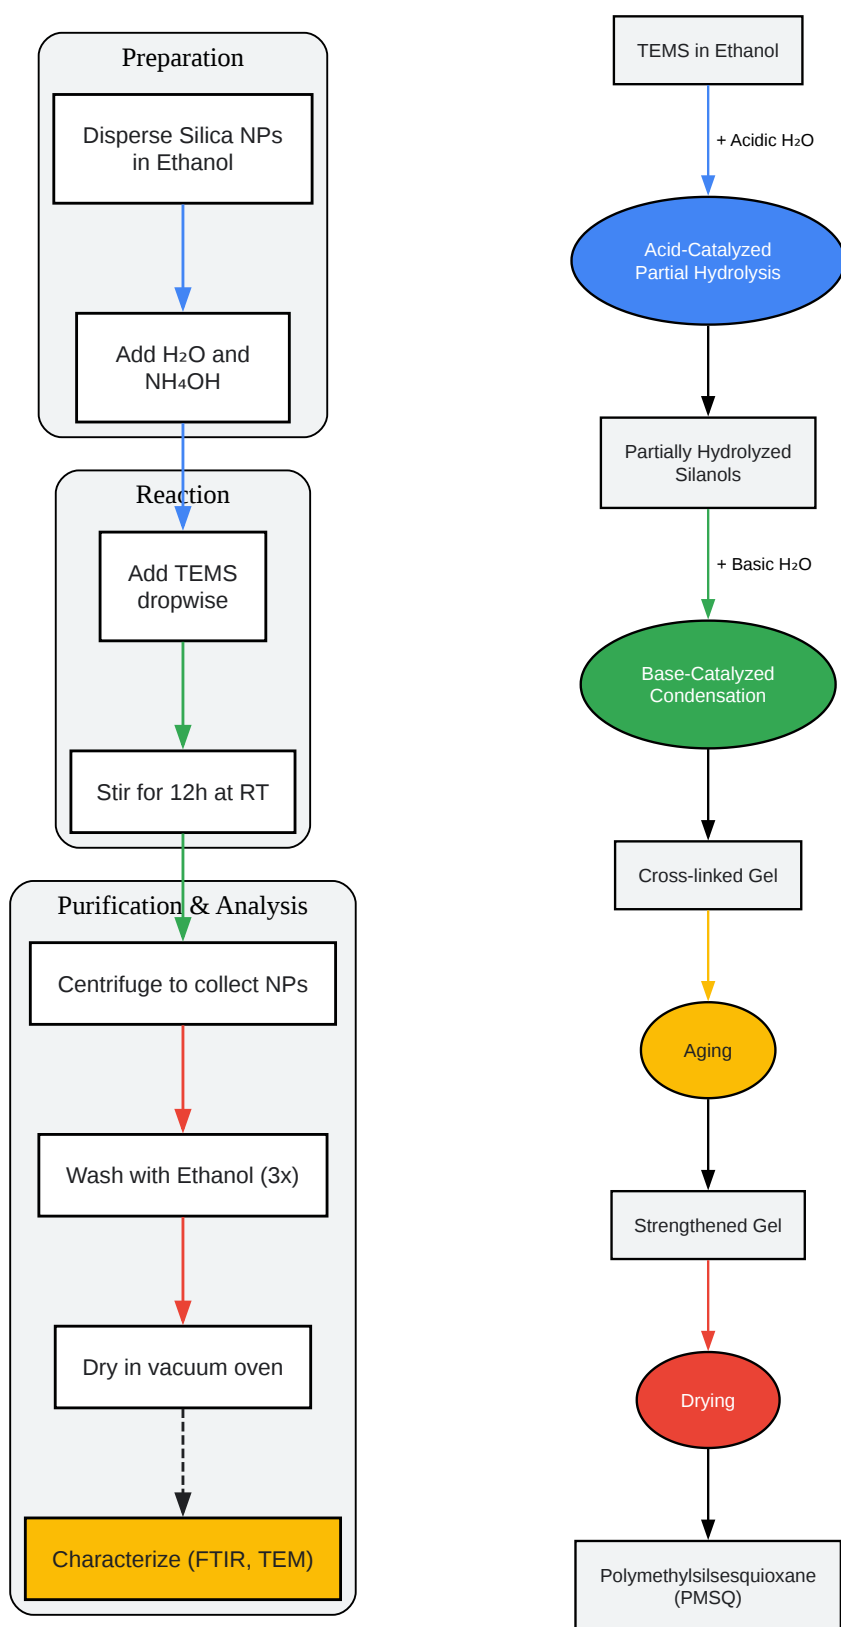 Preparation
Disperse Silica NPs
in Ethanol
Add H₂O and
NH₄OH
Reaction
Add TEMS
dropwise
Stir for 12h at RT
Purification & Analysis
Centrifuge to collect NPs
Wash with Ethanol (3x)
Dry in vacuum oven
Characterize (FTIR, TEM)
TEMS in Ethanol
+ Acidic H₂O
Acid-Catalyzed
Partial Hydrolysis
Partially Hydrolyzed
Silanols
+ Basic H₂O
Base-Catalyzed
Condensation
Cross-linked Gel
Aging
Strengthened Gel
Drying
Polymethylsilsesquioxane
(PMSQ)